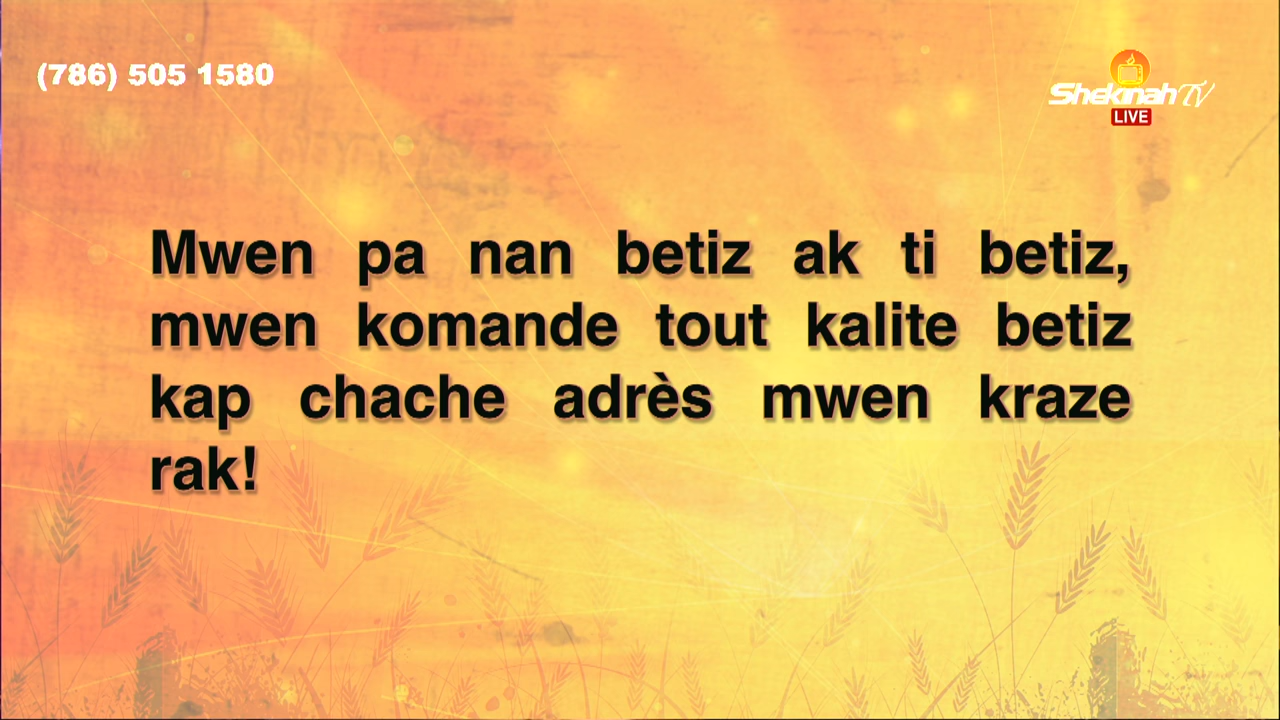 (786) 505 1580
Shekinah TV
LIVE
Mwen pa nan betiz ak ti betiz,
mwen komande tout kalite betiz
kap chache adrès mwen kraze
rak!